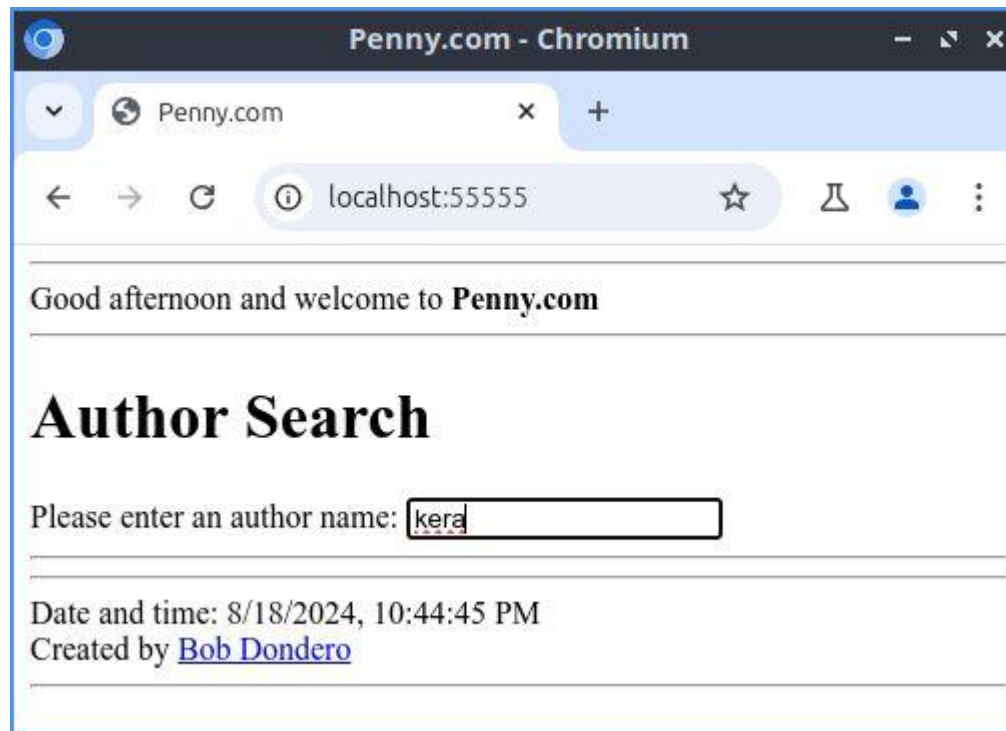 Penny.com - Chromium
Penny.com
localhost:55555
Good afternoon and welcome to Penny.com
Author Search
Please enter an author name: kera
Date and time: 8/18/2024, 10:44:45 PM
Created by Bob Dondero